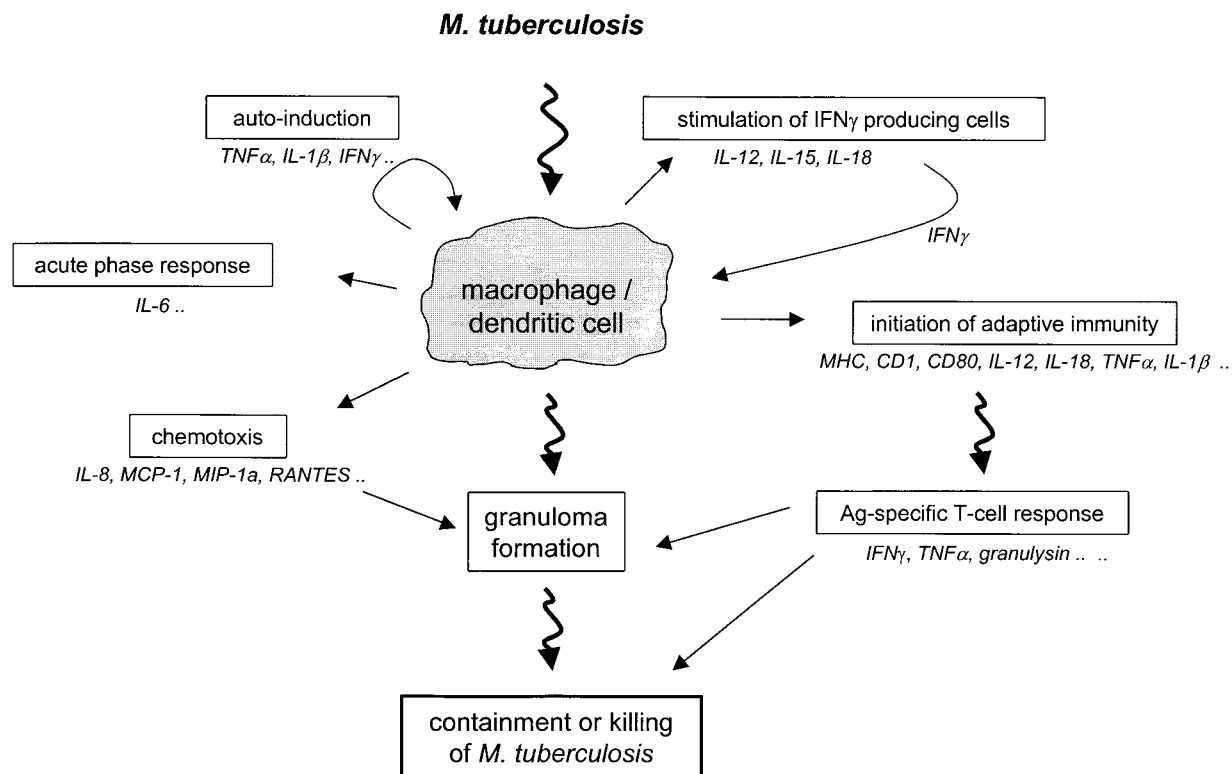 M. tuberculosis
auto-induction
TNFα, IL-1β, IFNγ ..
stimulation of IFNγ producing cells
IL-12, IL-15, IL-18
IFNγ
acute phase response
IL-6 ..
macrophage /
dendritic cell
initiation of adaptive immunity
MHC, CD1, CD80, IL-12, IL-18, TNFα, IL-1β ..
chemotoxis
IL-8, MCP-1, MIP-1a, RANTES ..
granuloma
formation
Ag-specific T-cell response
IFNγ, TNFα, granulysin .. ..
containment or killing
of M. tuberculosis